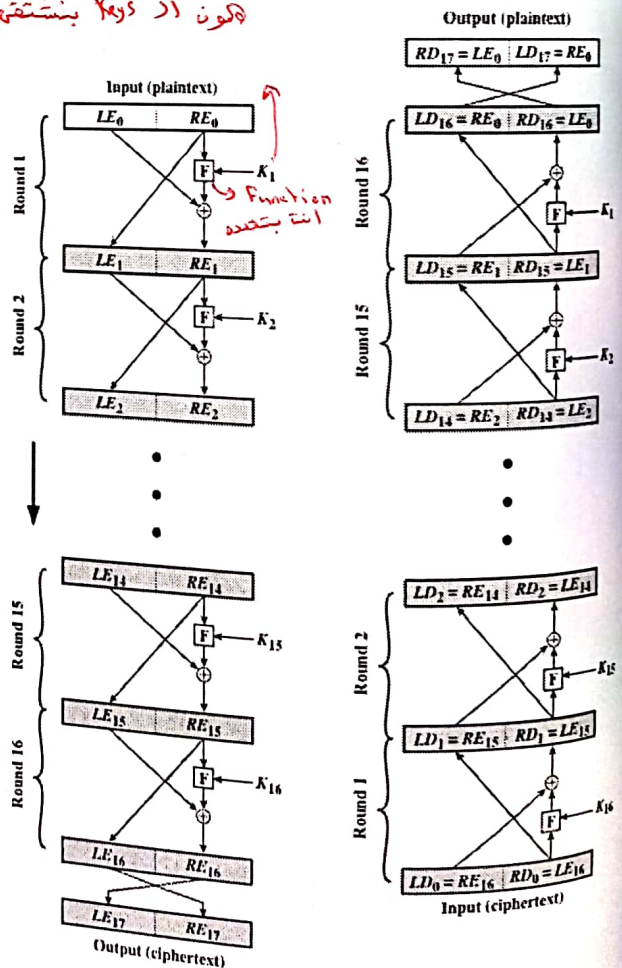 هون ال Keys بنستقي
Input (plaintext)
LE₀ RE₀
Round 1
F
K₁
Function
انت بتحدده
LE₁ RE₁
Round 2
F
K₂
LE₂ RE₂
LE₁₄ RE₁₄
Round 15
F
K₁₅
LE₁₅ RE₁₅
Round 16
F
K₁₆
LE₁₆ RE₁₆
LE₁₇ RE₁₇
Output (ciphertext)
Output (plaintext)
RD₁₇ = LE₀ LD₁₇ = RE₀
LD₁₆ = RE₀ RD₁₆ = LE₀
Round 16
F
K₁
LD₁₅ = RE₁ RD₁₅ = LE₁
Round 15
F
K₂
LD₁₄ = RE₂ RD₁₄ = LE₂
LD₂ = RE₁₄ RD₂ = LE₁₄
Round 2
F
K₁₅
LD₁ = RE₁₅ RD₁ = LE₁₅
Round 1
F
K₁₆
LD₀ = RE₁₆ RD₀ = LE₁₆
Input (ciphertext)